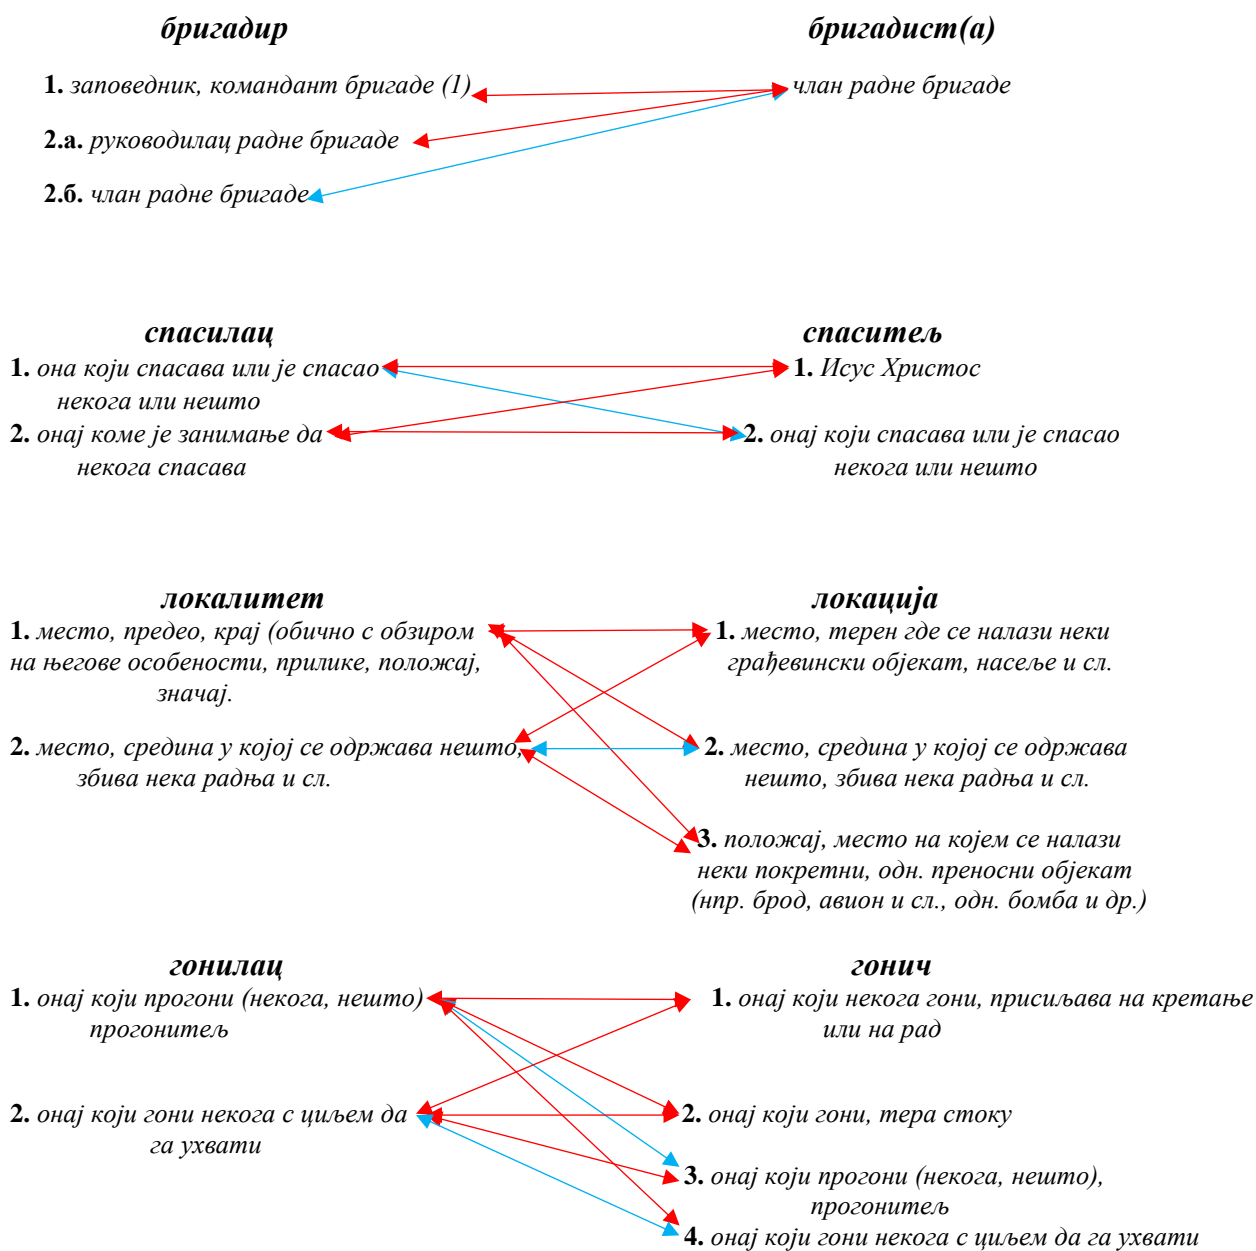 бригадир бригадист(а)
1. заповедник, командант бригаде (1) члан радне бригаде
2.а. руководилац радне бригаде
2.б. члан радне бригаде
спасилац спаситељ
1. она који спасава или је спасао 1. Исус Христос
некога или нешто
2. онај коме је занимање да 2. онај који спасава или је спасао
некога спасава некога или нешто
локалитет локација
1. место, предео, крај (обично с обзиром 1. место, терен где се налази неки
на његове особености, прилике, положај, грађевински објекат, насеље и сл.
значај.
2. место, средина у којој се одржава нешто, 2. место, средина у којој се одржава
збива нека радња и сл. нешто, збива нека радња и сл.
3. положај, место на којем се налази
неки покретни, одн. преносни објекат
(нпр. брод, авион и сл., одн. бомба и др.)
гонилац гонич
1. онај који прогони (некога, нешто) 1. онај који некога гони, присиљава на кретање
прогонитељ или на рад
2. онај који гони некога с циљем да 2. онај који гони, тера стоку
га ухвати
3. онај који прогони (некога, нешто),
прогонитељ
4. онај који гони некога с циљем да га ухвати